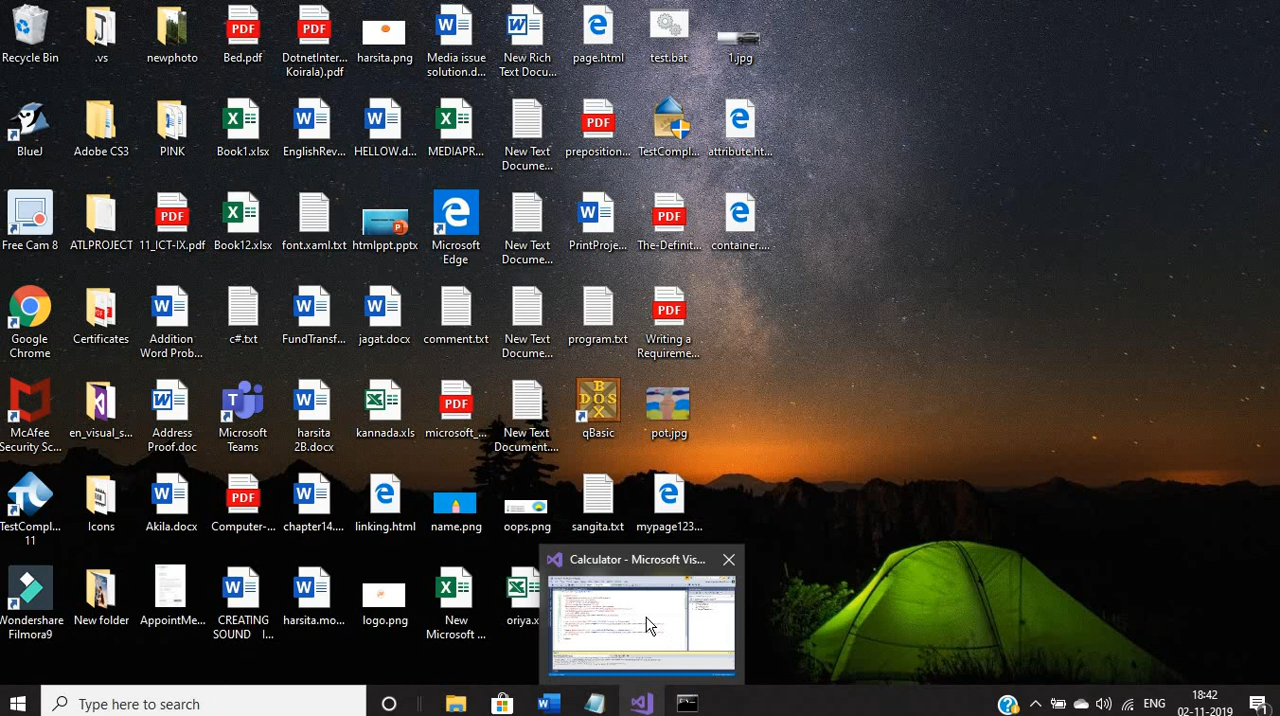 Recycle Bin
.vs
newphoto
Bed.pdf
DotnetInter...
Koirala).pdf
harsita.png
Media issue
solution.d...
New Rich
Text Docu...
page.html
test.bat
1.jpg
BlueJ
Adobe CS3
PINK
Book1.xlsx
EnglishRev...
HELLOW.d...
MEDIAPR...
New Text
Docume...
preposition...
TestCompl...
attribute.ht...
Free Cam 8
ATLPROJECT
11_ICT-IX.pdf
Book12.xlsx
font.xaml.txt
htmlppt.pptx
Microsoft
Edge
New Text
Docume...
PrintProje...
The-Definit...
container....
Google
Chrome
Certificates
Addition
Word Prob...
c#.txt
FundTransf...
jagat.docx
comment.txt
New Text
Docume...
program.txt
Writing a
Requireme...
McAfee
Security Sc...
en_visual_s...
Address
Proof.doc
Microsoft
Teams
harsita
2B.docx
kannada.xls
microsoft_...
New Text
Document....
qBasic
pot.jpg
TestCompl...
11
Icons
Akila.docx
Computer-...
chapter14....
linking.html
name.png
oops.png
sangita.txt
mypage123...
New folder
CREATING
SOUND I...
logo.png
New
Microsoft ...
oriya.x
Calculator - Microsoft Vis...
Type here to search
18:42
02-11-2019